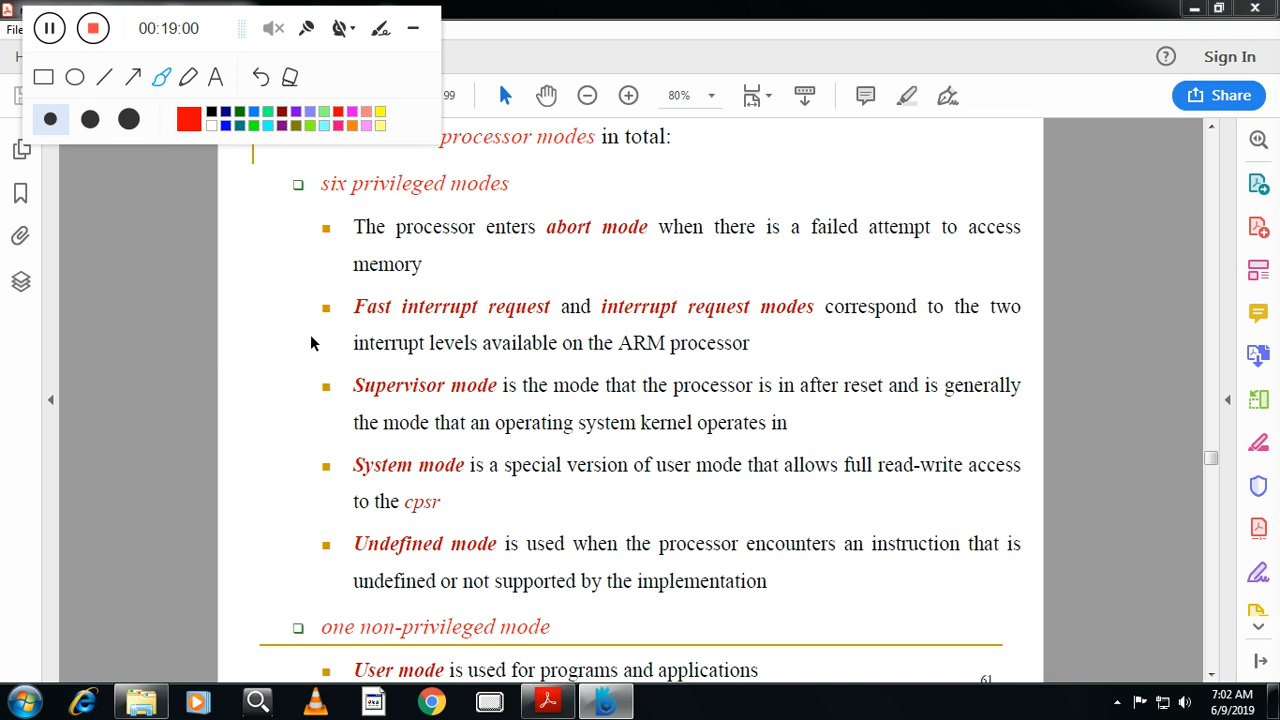 00:19:00
File
Sign In
99
80%
Share
processor modes in total:
six privileged modes
The processor enters abort mode when there is a failed attempt to access
memory
Fast interrupt request and interrupt request modes correspond to the two
interrupt levels available on the ARM processor
Supervisor mode is the mode that the processor is in after reset and is generally
the mode that an operating system kernel operates in
System mode is a special version of user mode that allows full read-write access
to the cpsr
Undefined mode is used when the processor encounters an instruction that is
undefined or not supported by the implementation
one non-privileged mode
User mode is used for programs and applications
61
7:02 AM
6/9/2019